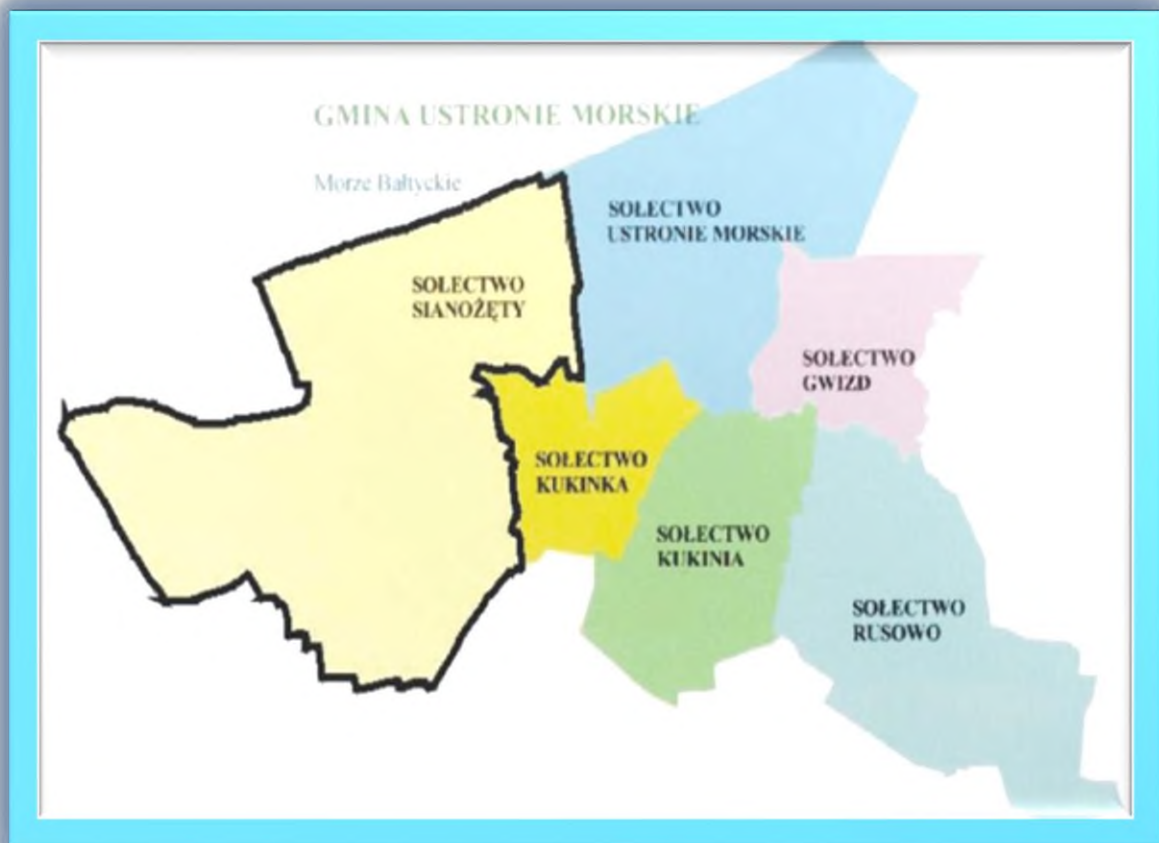 GMINA USTRONIE MORSKIE
Morze Bałtyckie
SOŁECTWO
USTRONIE MORSKIE
SOŁECTWO
SIANOŻĘTY
SOŁECTWO
GWIZD
SOŁECTWO
KUKINKA
SOŁECTWO
KUKINIA
SOŁECTWO
RUSOWO